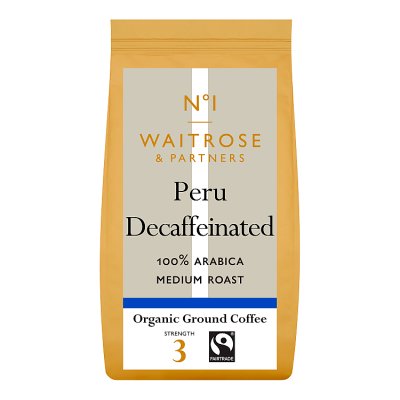 N°1
WAITROSE
& PARTNERS
Peru
Decaffeinated
100% ARABICA
MEDIUM ROAST
Organic Ground Coffee
STRENGTH
3
FAIRTRADE